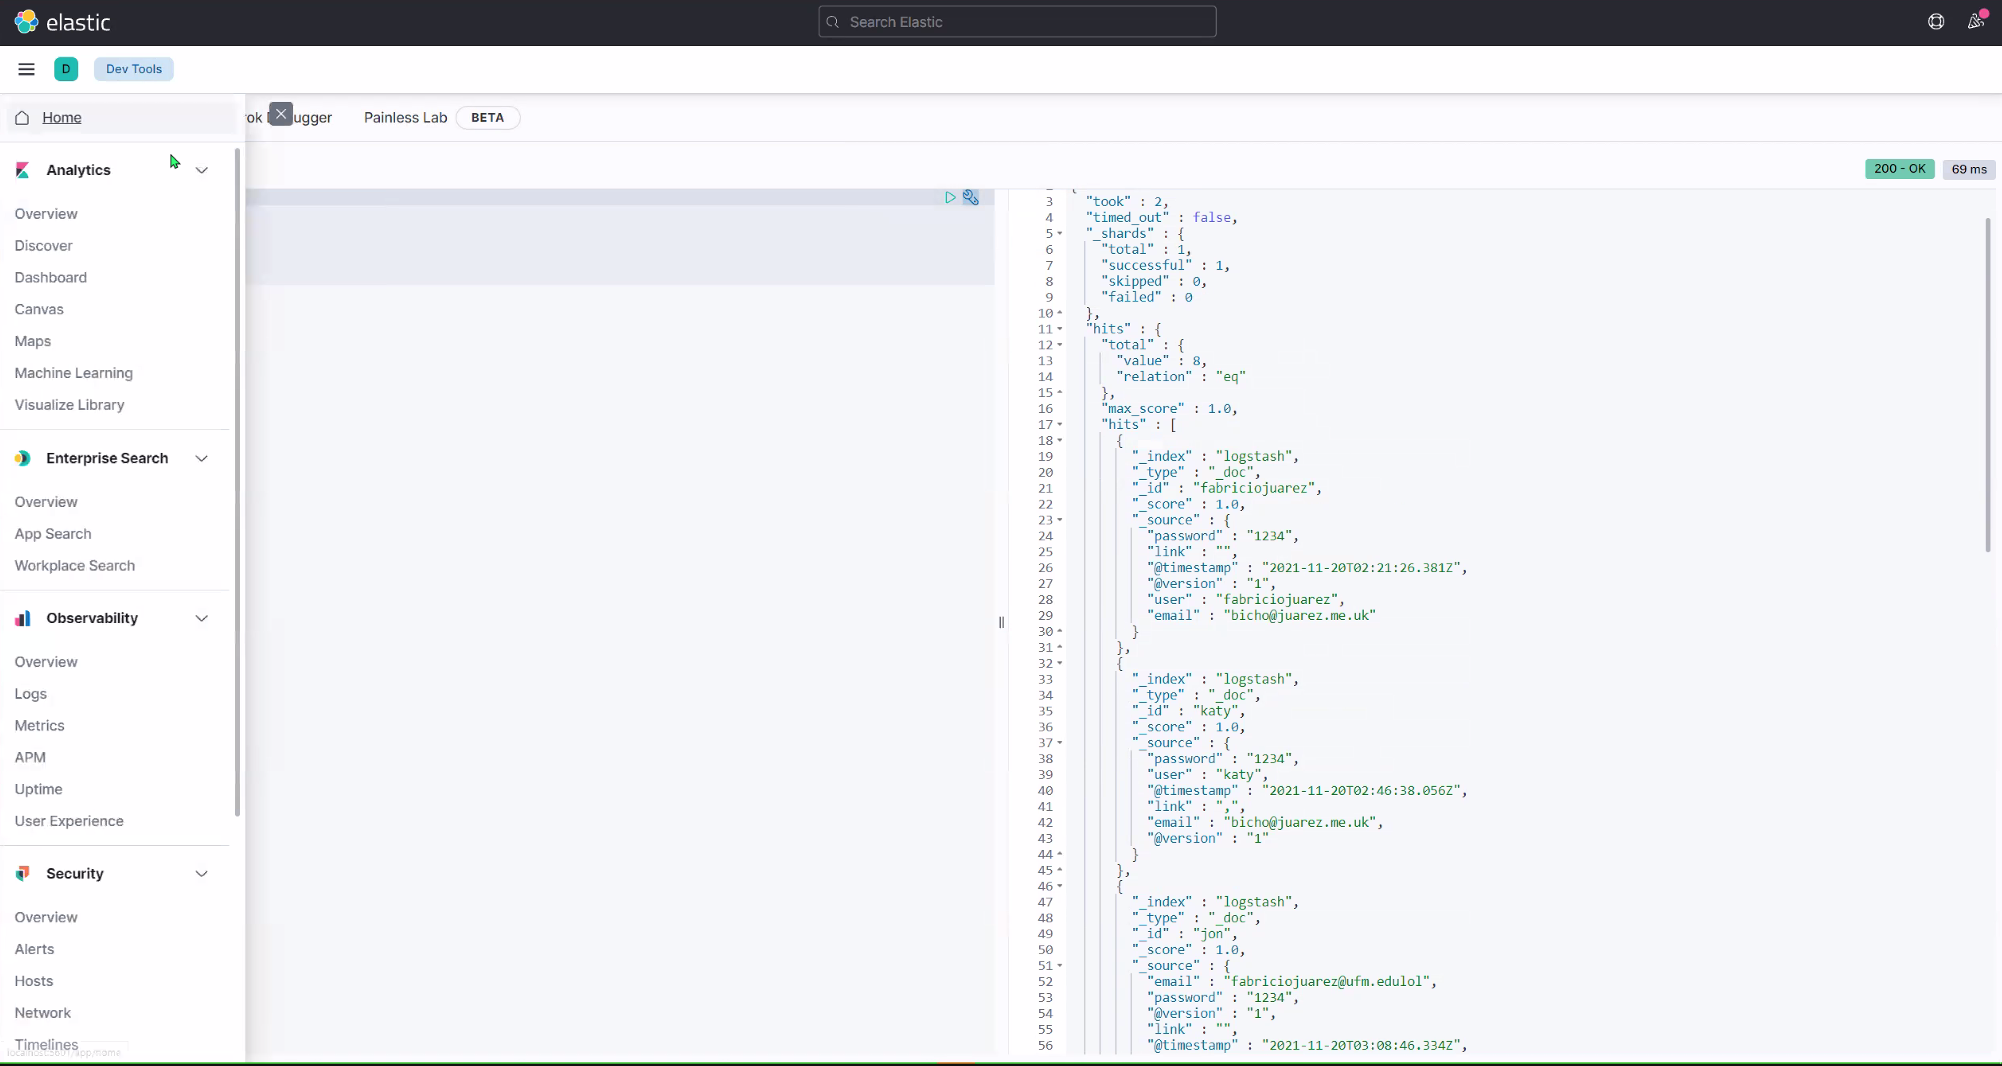 elastic
Search Elastic
D
Dev Tools
Home
rok D
ugger
Painless Lab
BETA
Analytics
Overview
Discover
Dashboard
Canvas
Maps
Machine Learning
Visualize Library
Enterprise Search
Overview
App Search
Workplace Search
Observability
Overview
Logs
Metrics
APM
Uptime
User Experience
Security
Overview
Alerts
Hosts
Network
Timelines
localhost:5601/app/home
200 - OK
69 ms
3 "took" : 2,
4 "timed_out" : false,
5 "_shards" : {
6 "total" : 1,
7 "successful" : 1,
8 "skipped" : 0,
9 "failed" : 0
10 },
11 "hits" : {
12 "total" : {
13 "value" : 8,
14 "relation" : "eq"
15 },
16 "max_score" : 1.0,
17 "hits" : [
18 {
19 "_index" : "logstash",
20 "_type" : "_doc",
21 "_id" : "fabriciojuarez",
22 "_score" : 1.0,
23 "_source" : {
24 "password" : "1234",
25 "link" : "",
26 "@timestamp" : "2021-11-20T02:21:26.381Z",
27 "@version" : "1",
28 "user" : "fabriciojuarez",
29 "email" : "bicho@juarez.me.uk"
30 }
31 },
32 {
33 "_index" : "logstash",
34 "_type" : "_doc",
35 "_id" : "katy",
36 "_score" : 1.0,
37 "_source" : {
38 "password" : "1234",
39 "user" : "katy",
40 "@timestamp" : "2021-11-20T02:46:38.056Z",
41 "link" : ",",
42 "email" : "bicho@juarez.me.uk",
43 "@version" : "1"
44 }
45 },
46 {
47 "_index" : "logstash",
48 "_type" : "_doc",
49 "_id" : "jon",
50 "_score" : 1.0,
51 "_source" : {
52 "email" : "fabriciojuarez@ufm.edulol",
53 "password" : "1234",
54 "@version" : "1",
55 "link" : "",
56 "@timestamp" : "2021-11-20T03:08:46.334Z",